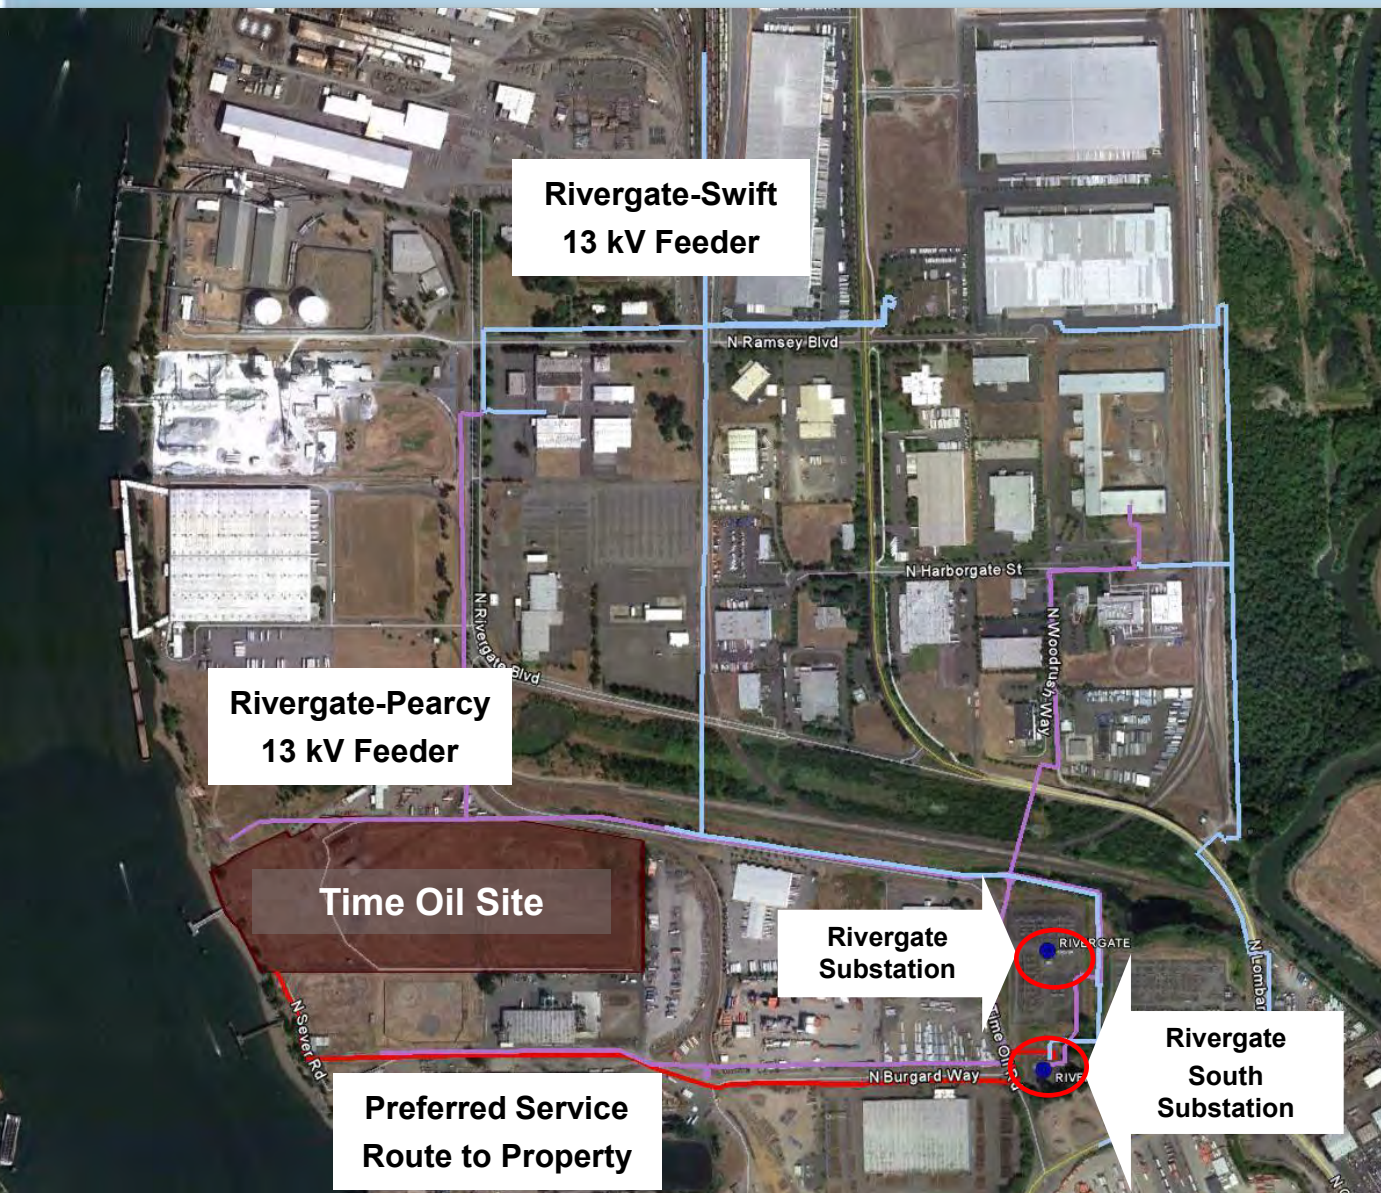 Rivergate-Swift
13 kV Feeder
N Ramsey Blvd
N Harborgate St
N Rivergate Blvd
N Woodrush Way
Rivergate-Pearcy
13 kV Feeder
Time Oil Site
Rivergate
Substation
RIVERGATE
N Lombar
N Sever Rd
Time Oil Rd
Rivergate
South
Substation
N Burgard Way
RIVE
Preferred Service
Route to Property